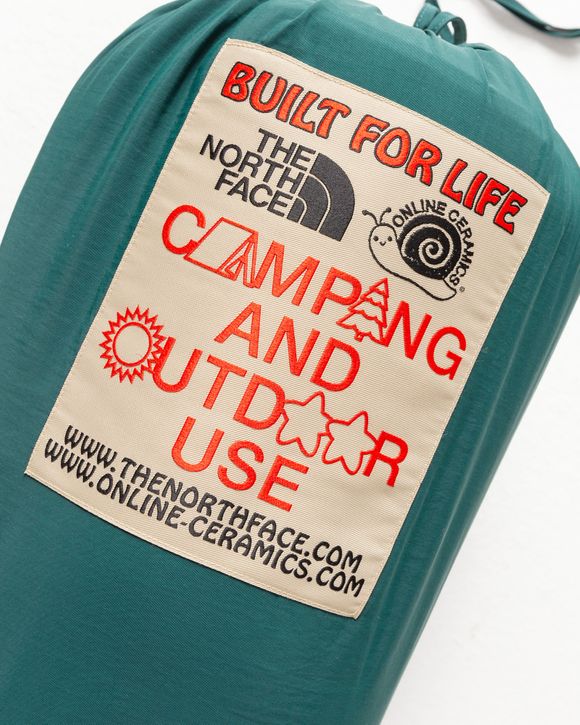 BUILT FOR LIFE
THE
NORTH
FACE
ONLINE CERAMICS®
CAMPING
AND
OUTDOOR
USE
WWW.THENORTHFACE.COM
WWW.ONLINE-CERAMICS.COM